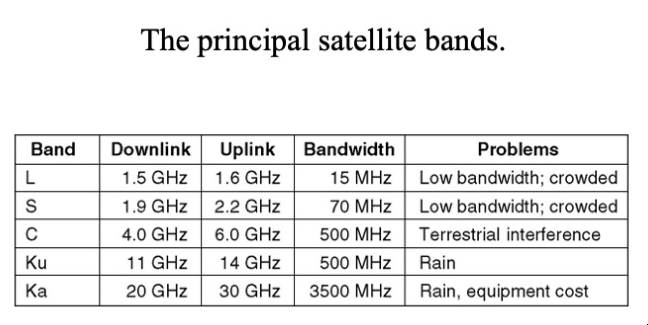 The principal satellite bands.
Band Downlink Uplink Bandwidth Problems
L 1.5 GHz 1.6 GHz 15 MHz Low bandwidth; crowded
S 1.9 GHz 2.2 GHz 70 MHz Low bandwidth; crowded
C 4.0 GHz 6.0 GHz 500 MHz Terrestrial interference
Ku 11 GHz 14 GHz 500 MHz Rain
Ka 20 GHz 30 GHz 3500 MHz Rain, equipment cost